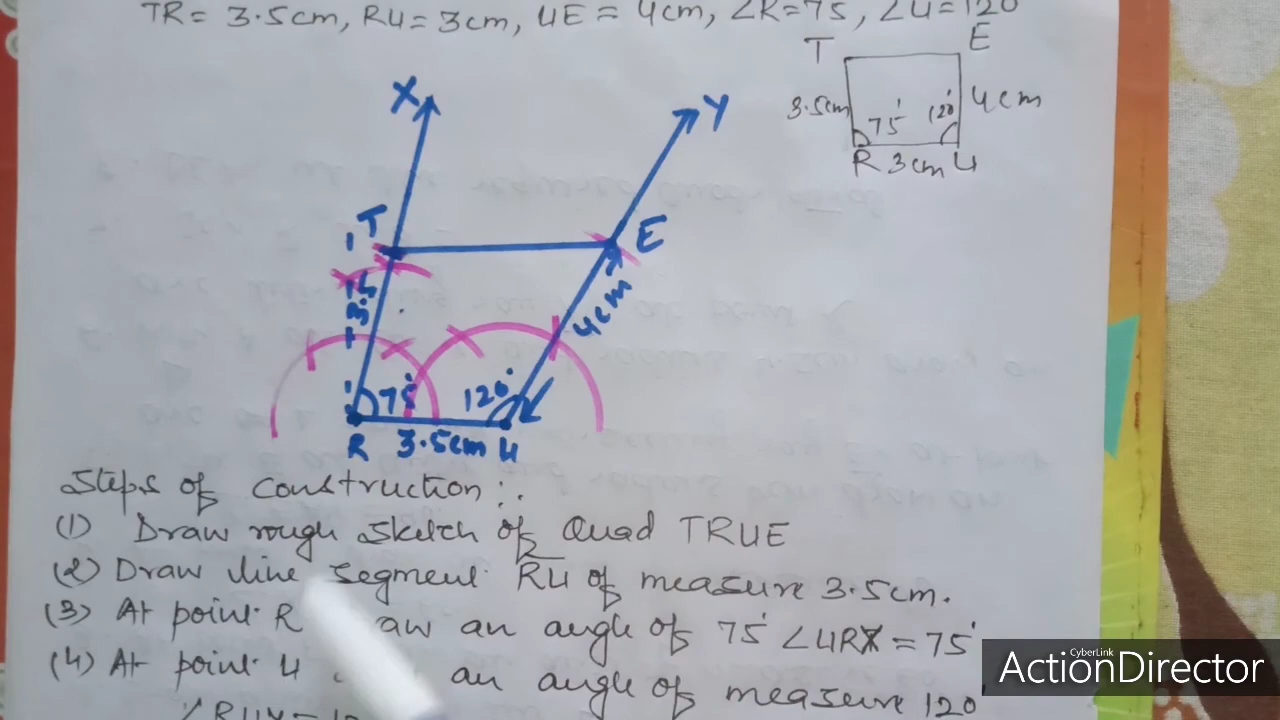 TR = 3.5cm, RU = 3cm, UE = 4cm, ∠R=75°, ∠U=120°
T E
3.5cm 75° 120° 4cm
R 3cm U
X Y
T E
4cm
75° 120°
R 3.5cm U
Steps of construction:.
(1) Draw rough sketch of Quad TRUE
(2) Draw line segment RU of measure 3.5cm.
(3) At point R aw an angle of 75° ∠URX = 75°
(4) At point U an angle of measure 120°
CyberLink
ActionDirector